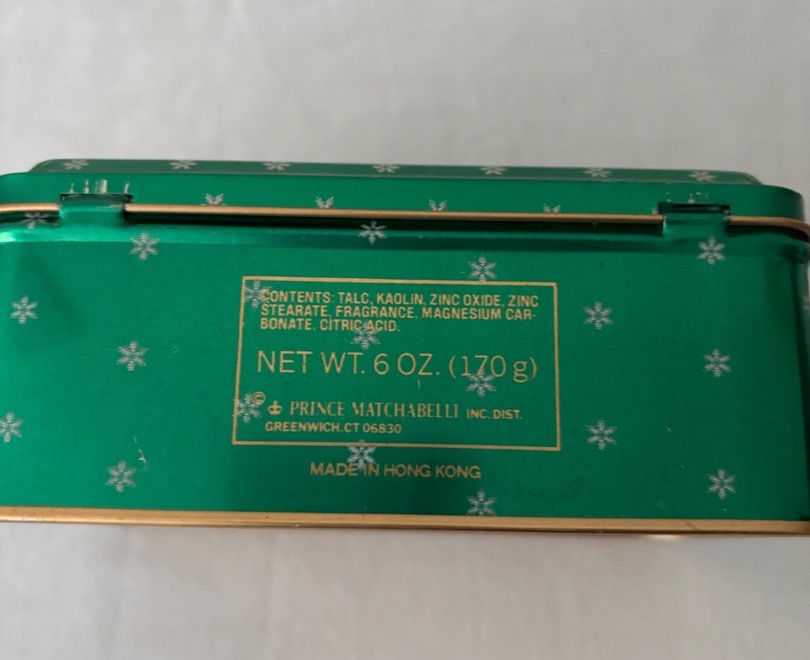 CONTENTS: TALC, KAOLIN, ZINC OXIDE, ZINC
STEARATE, FRAGRANCE, MAGNESIUM CAR-
BONATE, CITRIC ACID.
NET WT. 6 OZ. (170 g)
© PRINCE MATCHABELLI INC. DIST.
GREENWICH, CT 06830
MADE IN HONG KONG